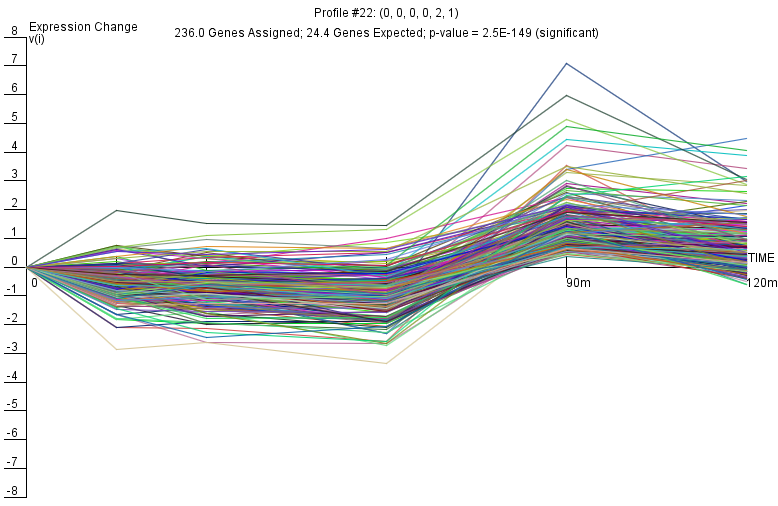 Profile #22: (0, 0, 0, 0, 2, 1)
Expression Change
v(i)
236.0 Genes Assigned; 24.4 Genes Expected; p-value = 2.5E-149 (significant)
8
7
6
5
4
3
2
1
0
-1
-2
-3
-4
-5
-6
-7
-8
TIME
0
90m
120m